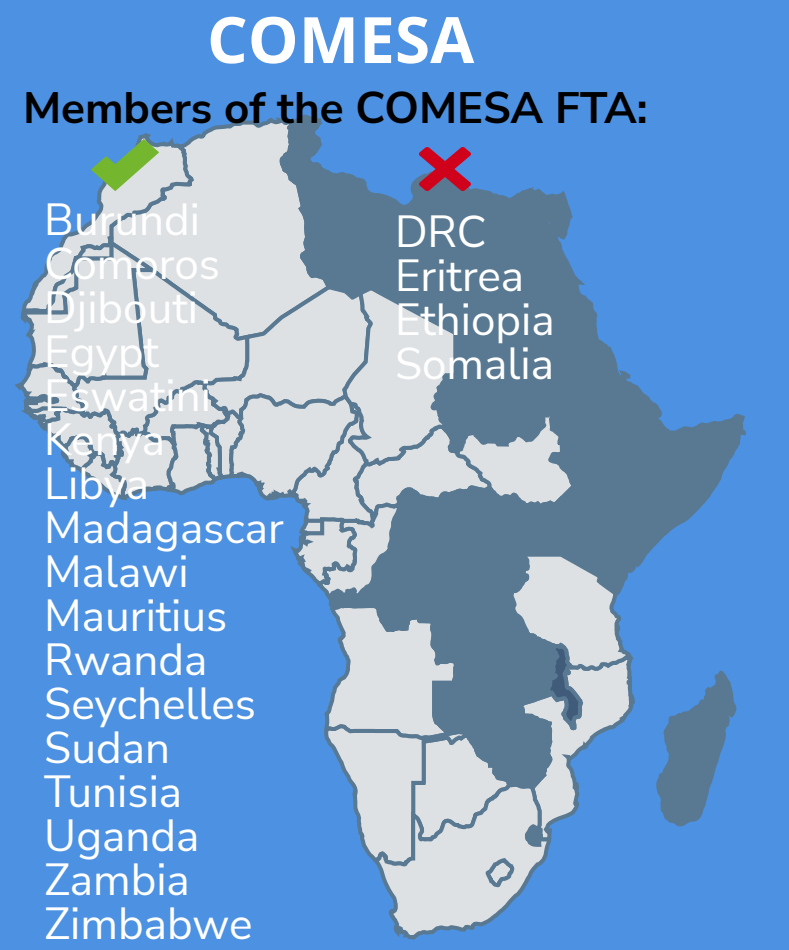 COMESA
Members of the COMESA FTA:
Burundi
Comoros
Djibouti
Egypt
Eswatini
Kenya
Libya
Madagascar
Malawi
Mauritius
Rwanda
Seychelles
Sudan
Tunisia
Uganda
Zambia
Zimbabwe
DRC
Eritrea
Ethiopia
Somalia